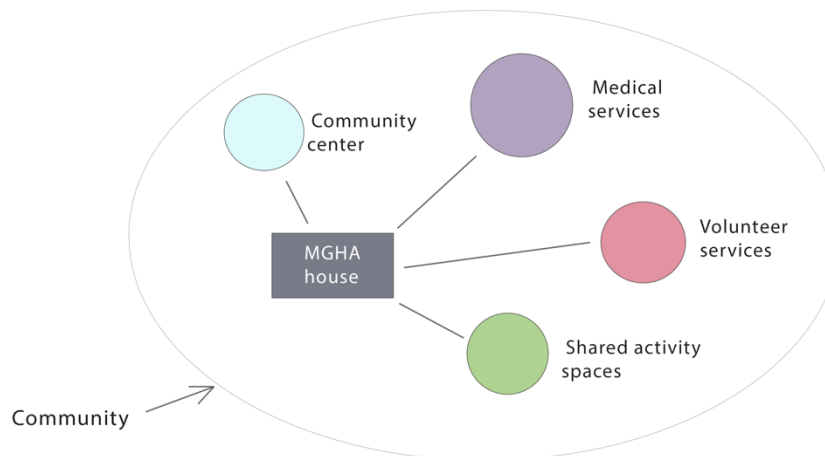 Medical
services
Community
center
Volunteer
services
MGHA
house
Shared activity
spaces
Community